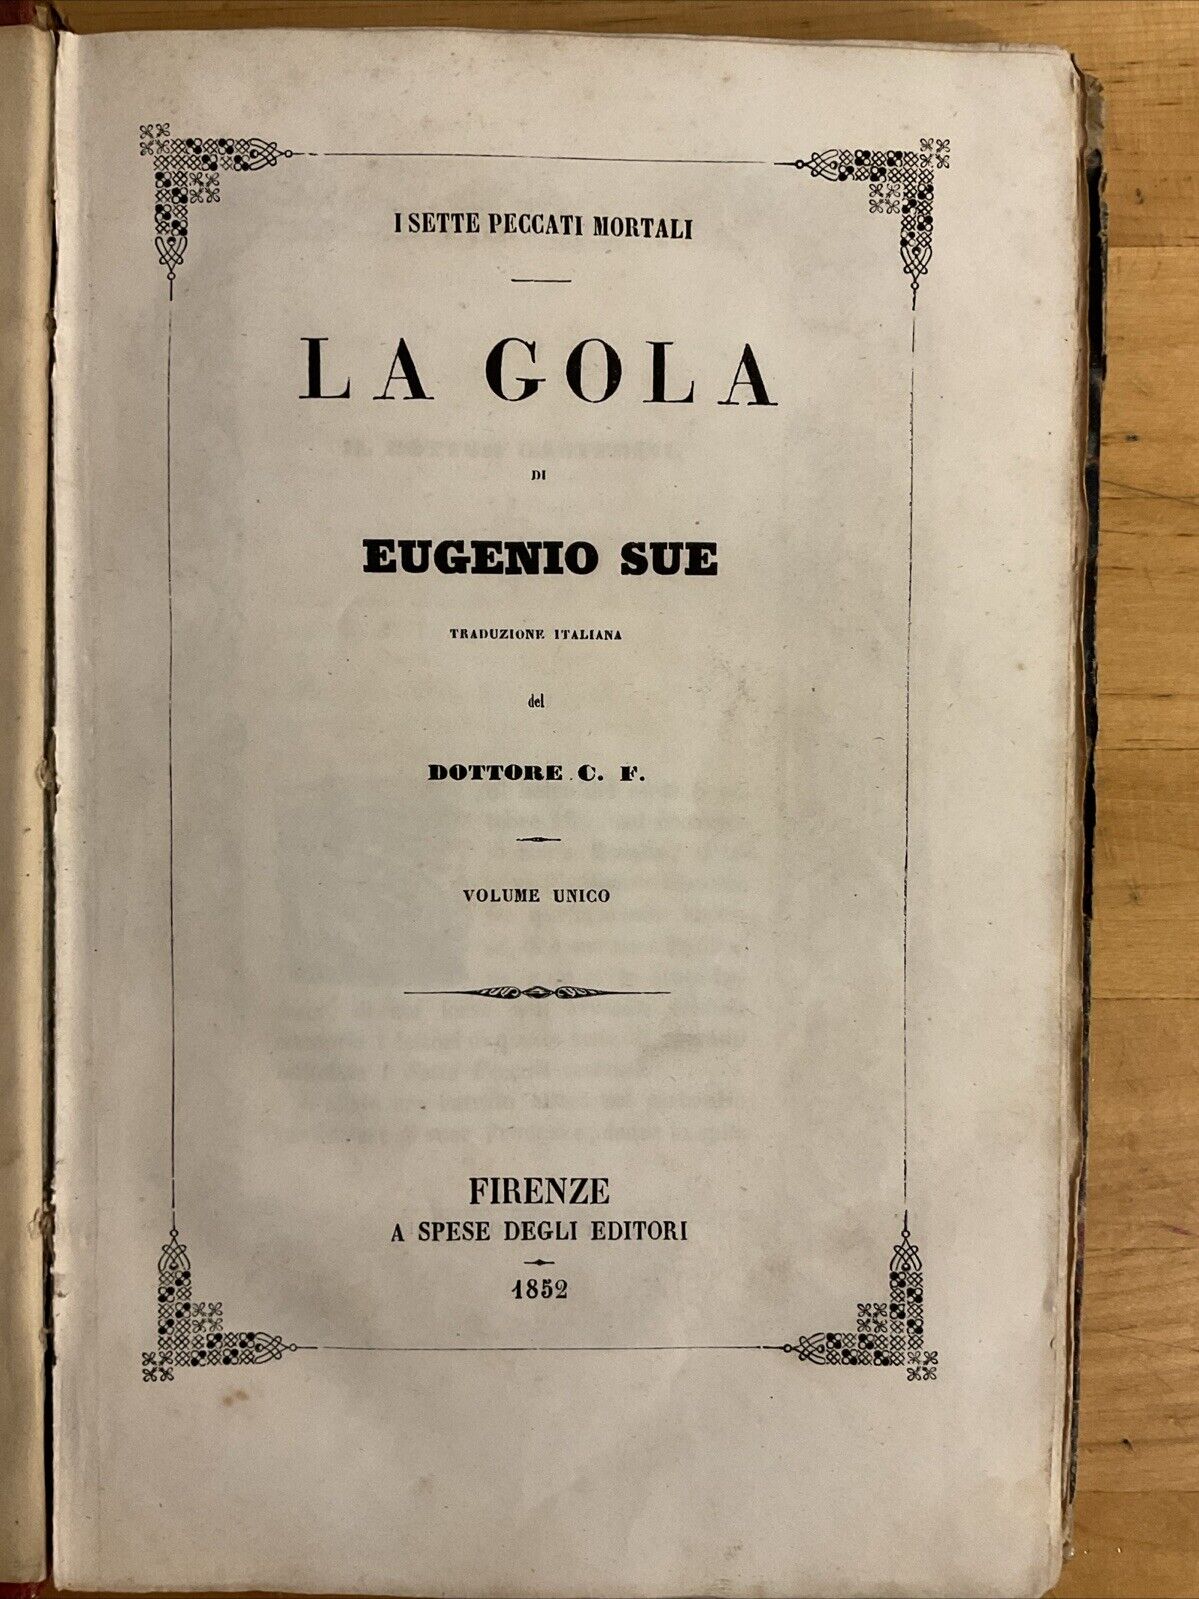 I SETTE PECCATI MORTALI
LA GOLA
DI
EUGENIO SUE
TRADUZIONE ITALIANA
del
DOTTORE C. F.
VOLUME UNICO
FIRENZE
A SPESE DEGLI EDITORI
1852